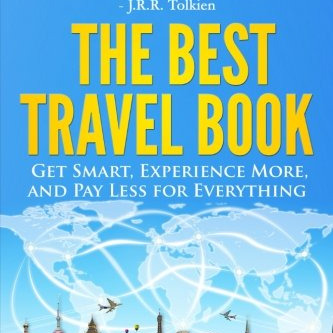 - J.R.R. Tolkien
THE BEST
TRAVEL BOOK
GET SMART, EXPERIENCE MORE,
AND PAY LESS FOR EVERYTHING